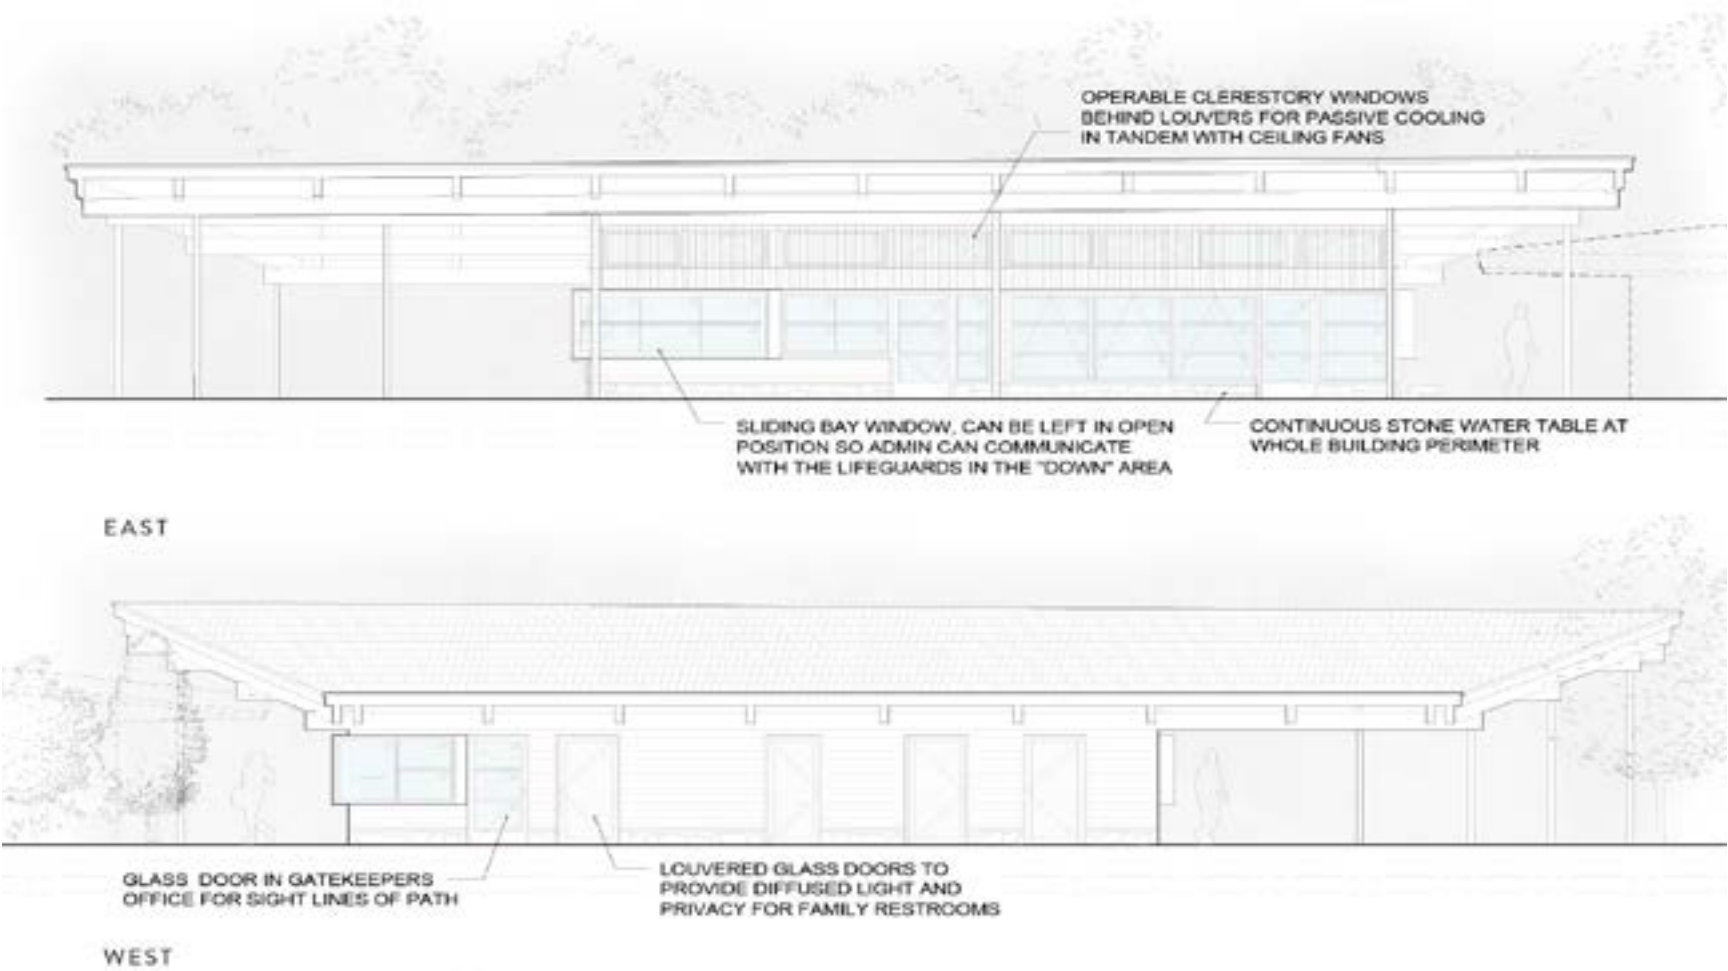 OPERABLE CLERESTORY WINDOWS
BEHIND LOUVERS FOR PASSIVE COOLING
IN TANDEM WITH CEILING FANS
SLIDING BAY WINDOW, CAN BE LEFT IN OPEN
POSITION SO ADMIN CAN COMMUNICATE
WITH THE LIFEGUARDS IN THE "DOWN" AREA
CONTINUOUS STONE WATER TABLE AT
WHOLE BUILDING PERIMETER
EAST
GLASS DOOR IN GATEKEEPERS
OFFICE FOR SIGHT LINES OF PATH
LOUVERED GLASS DOORS TO
PROVIDE DIFFUSED LIGHT AND
PRIVACY FOR FAMILY RESTROOMS
WEST